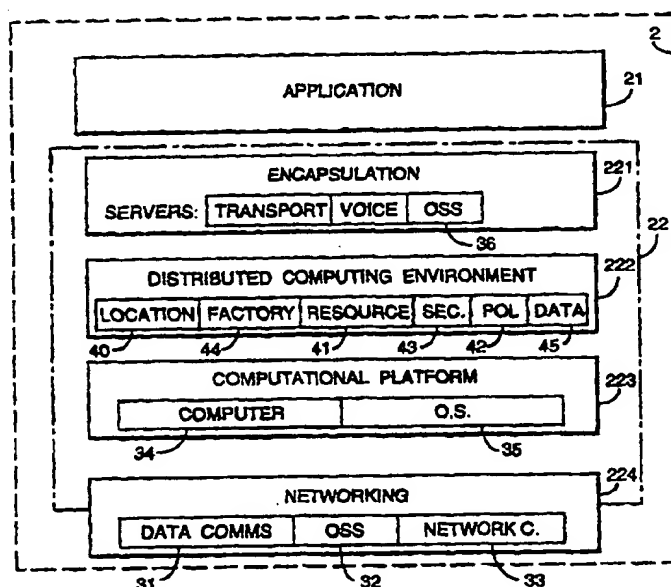 2
APPLICATION
21
ENCAPSULATION
221
SERVERS: TRANSPORT VOICE OSS
36
22
DISTRIBUTED COMPUTING ENVIRONMENT
222
LOCATION FACTORY RESOURCE SEC. POL DATA
40 44 41 43 42 45
COMPUTATIONAL PLATFORM
223
COMPUTER O.S.
34 35
224
NETWORKING
DATA COMMS OSS NETWORK C.
31 32 33